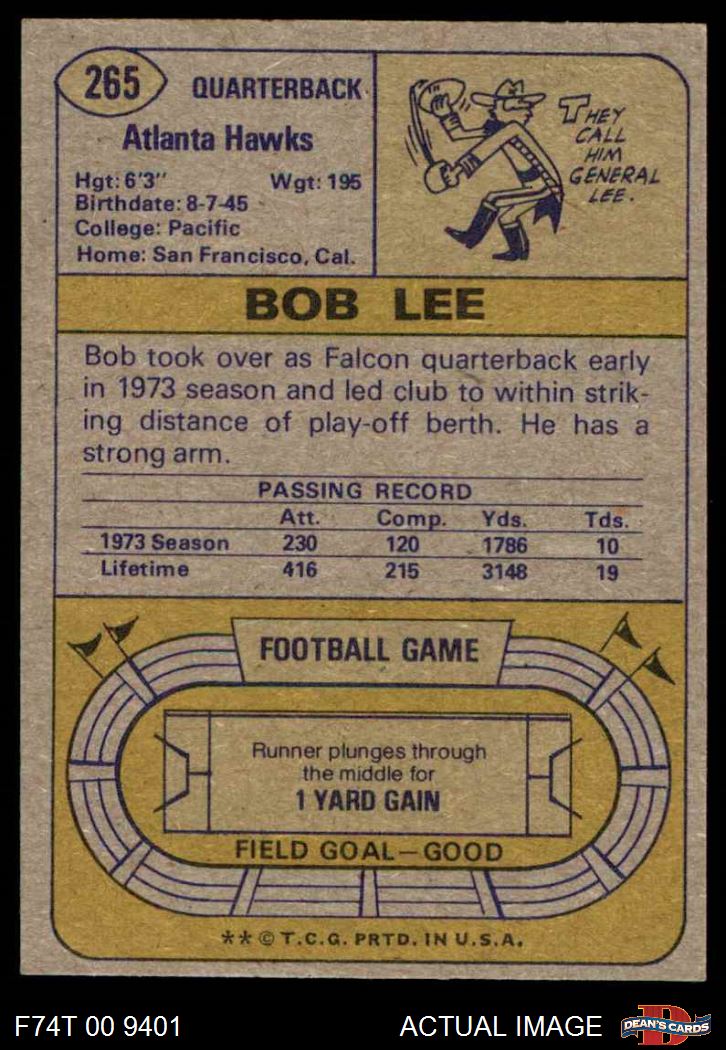 265
QUARTERBACK
Atlanta Hawks
Hgt: 6'3" Wgt: 195
Birthdate: 8-7-45
College: Pacific
Home: San Francisco, Cal.
THEY
CALL
HIM
GENERAL
LEE.
BOB LEE
Bob took over as Falcon quarterback early
in 1973 season and led club to within strik-
ing distance of play-off berth. He has a
strong arm.
PASSING RECORD
Att. Comp. Yds. Tds.
1973 Season 230 120 1786 10
Lifetime 416 215 3148 19
FOOTBALL GAME
Runner plunges through
the middle for
1 YARD GAIN
FIELD GOAL—GOOD
** © T.C.G. PRTD. IN U.S.A.
F74T 00 9401 ACTUAL IMAGE
D
DEAN'S CARDS